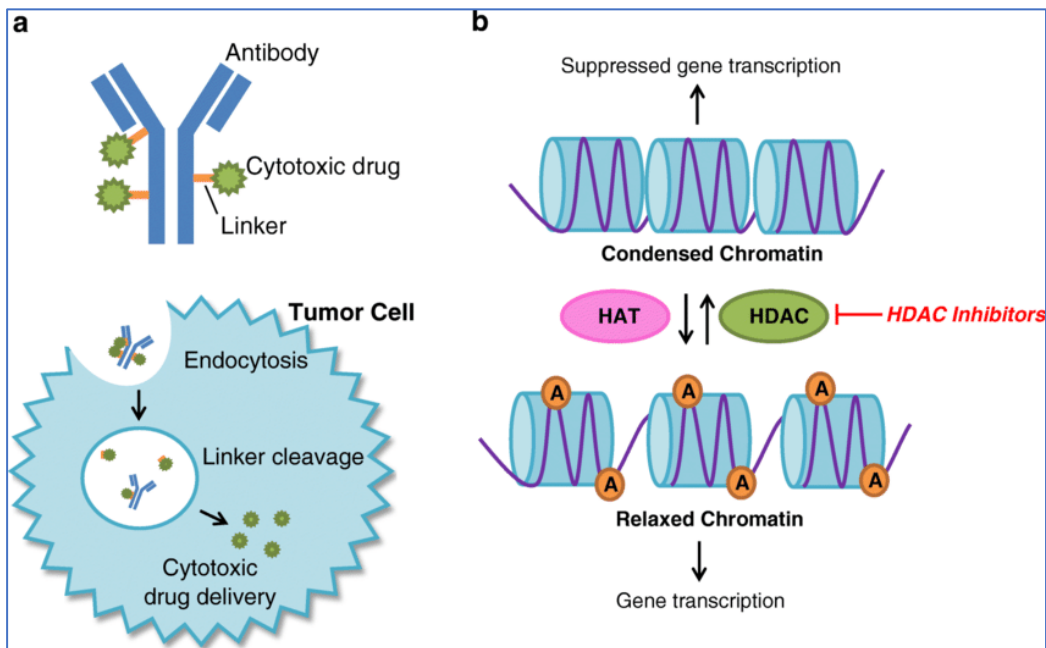 a
Antibody
Cytotoxic drug
Linker
Tumor Cell
Endocytosis
Linker cleavage
Cytotoxic
drug delivery
b
Suppressed gene transcription
Condensed Chromatin
HAT
HDAC
HDAC Inhibitors
A
A
A
A
A
A
Relaxed Chromatin
Gene transcription